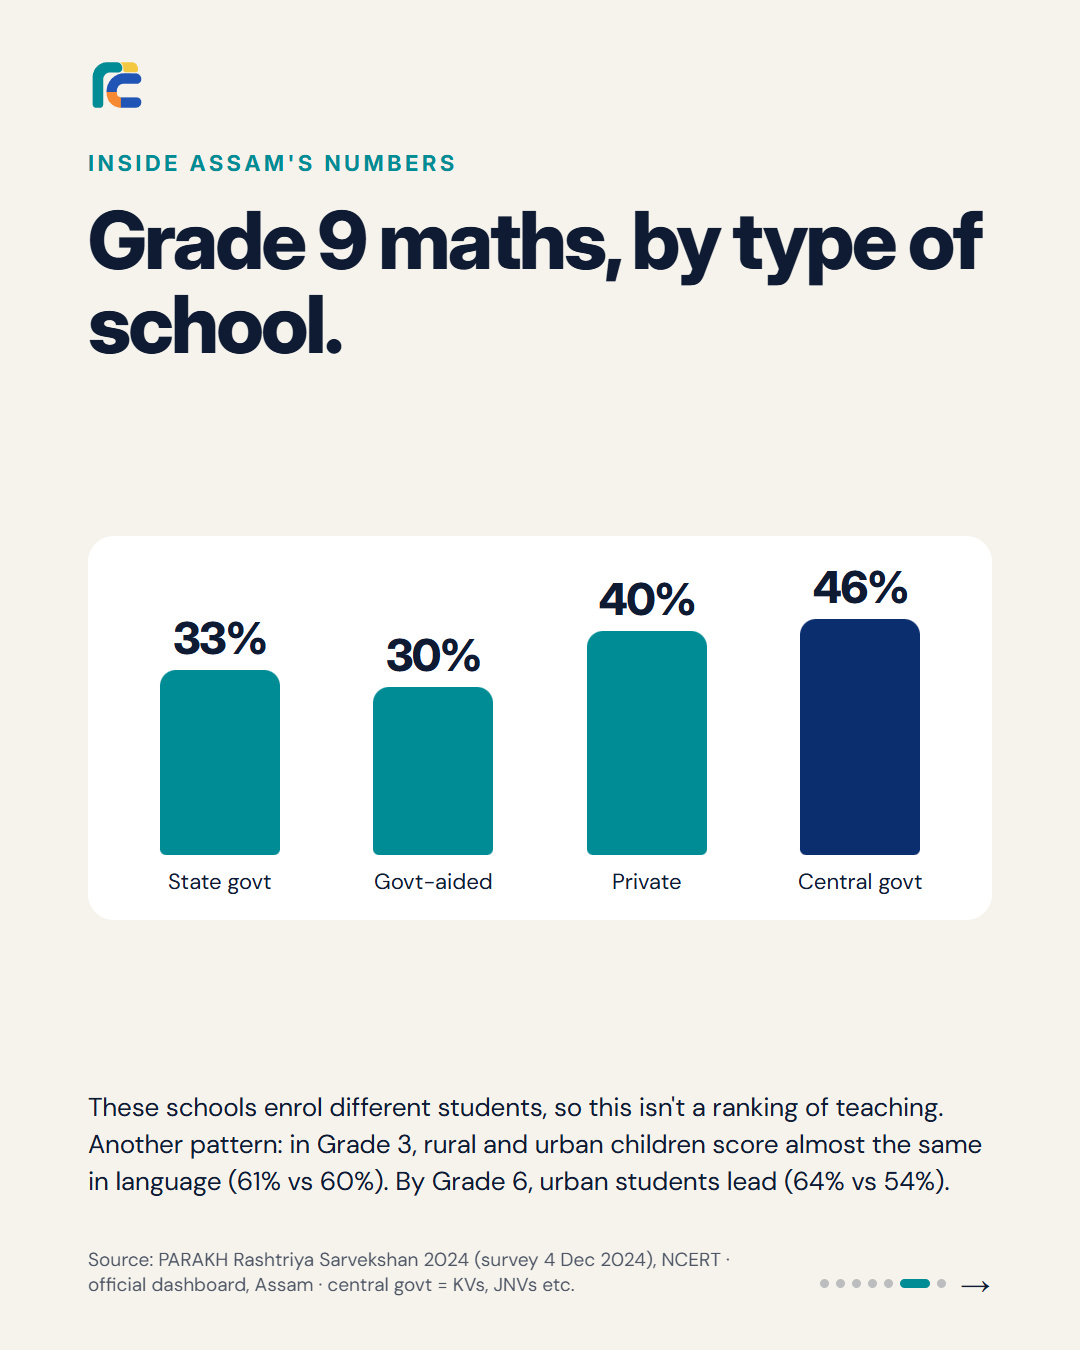 INSIDE ASSAM'S NUMBERS
Grade 9 maths, by type of
school.
33%
30%
40%
46%
State govt
Govt-aided
Private
Central govt
These schools enrol different students, so this isn't a ranking of teaching.
Another pattern: in Grade 3, rural and urban children score almost the same
in language (61% vs 60%). By Grade 6, urban students lead (64% vs 54%).
Source: PARAKH Rashtriya Sarvekshan 2024 (survey 4 Dec 2024), NCERT ·
official dashboard, Assam · central govt = KVs, JNVs etc.
→